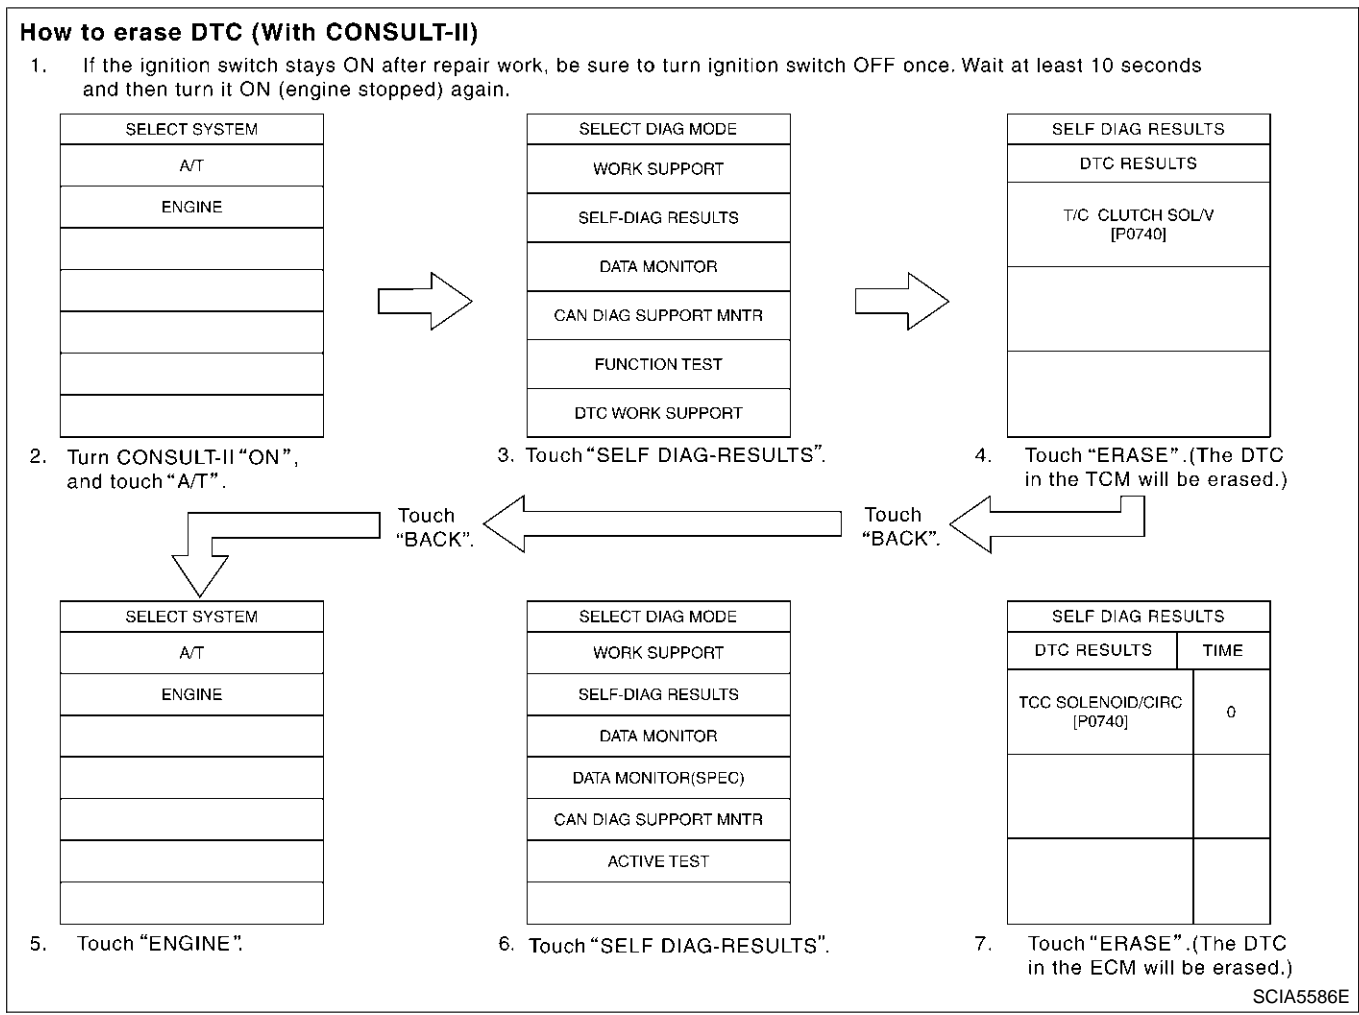 How to erase DTC (With CONSULT-II)
1. If the ignition switch stays ON after repair work, be sure to turn ignition switch OFF once. Wait at least 10 seconds
and then turn it ON (engine stopped) again.
SELECT SYSTEM
A/T
ENGINE
2. Turn CONSULT-II "ON",
and touch "A/T".
SELECT DIAG MODE
WORK SUPPORT
SELF-DIAG RESULTS
DATA MONITOR
CAN DIAG SUPPORT MNTR
FUNCTION TEST
DTC WORK SUPPORT
3. Touch "SELF DIAG-RESULTS".
SELF DIAG RESULTS
DTC RESULTS
T/C CLUTCH SOL/V
[P0740]
4. Touch "ERASE".(The DTC
in the TCM will be erased.)
Touch
"BACK".
Touch
"BACK".
SELECT SYSTEM
A/T
ENGINE
5. Touch "ENGINE".
SELECT DIAG MODE
WORK SUPPORT
SELF-DIAG RESULTS
DATA MONITOR
DATA MONITOR(SPEC)
CAN DIAG SUPPORT MNTR
ACTIVE TEST
6. Touch "SELF DIAG-RESULTS".
SELF DIAG RESULTS
DTC RESULTS TIME
TCC SOLENOID/CIRC
[P0740]
0
7. Touch "ERASE".(The DTC
in the ECM will be erased.)
SCIA5586E